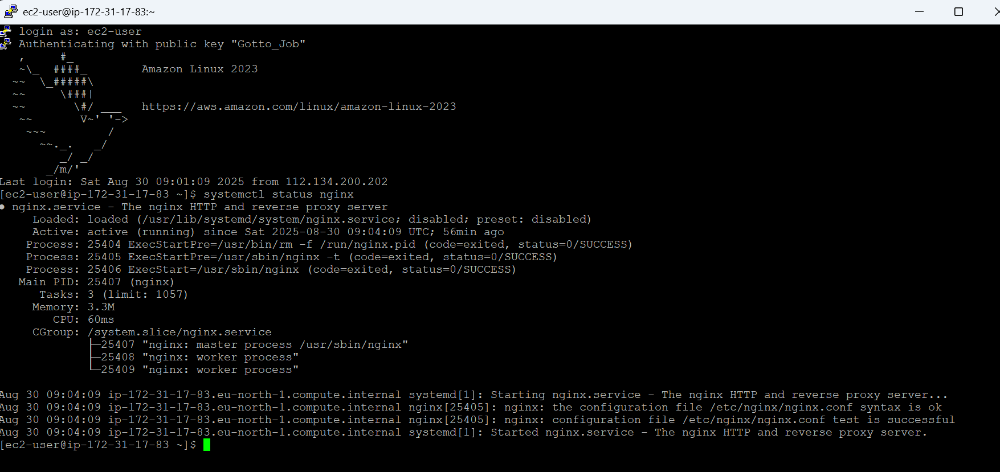 ec2-user@ip-172-31-17-83:~
login as: ec2-user
Authenticating with public key "Gotto_Job"
   ,     #_
   ~\_  ####_        Amazon Linux 2023
  ~~  \_#####\
  ~~     \###|
  ~~       \#/ ___   https://aws.amazon.com/linux/amazon-linux-2023
   ~~       V~' '->
    ~~~         /
      ~~._.   _/
         _/ _/
       _/m/'
Last login: Sat Aug 30 09:01:09 2025 from 112.134.200.202
[ec2-user@ip-172-31-17-83 ~]$ systemctl status nginx
● nginx.service - The nginx HTTP and reverse proxy server
     Loaded: loaded (/usr/lib/systemd/system/nginx.service; disabled; preset: disabled)
     Active: active (running) since Sat 2025-08-30 09:04:09 UTC; 56min ago
    Process: 25404 ExecStartPre=/usr/bin/rm -f /run/nginx.pid (code=exited, status=0/SUCCESS)
    Process: 25405 ExecStartPre=/usr/sbin/nginx -t (code=exited, status=0/SUCCESS)
    Process: 25406 ExecStart=/usr/sbin/nginx (code=exited, status=0/SUCCESS)
   Main PID: 25407 (nginx)
      Tasks: 3 (limit: 1057)
     Memory: 3.3M
        CPU: 60ms
     CGroup: /system.slice/nginx.service
             ├─25407 "nginx: master process /usr/sbin/nginx"
             ├─25408 "nginx: worker process"
             └─25409 "nginx: worker process"
Aug 30 09:04:09 ip-172-31-17-83.eu-north-1.compute.internal systemd[1]: Starting nginx.service - The nginx HTTP and reverse proxy server...
Aug 30 09:04:09 ip-172-31-17-83.eu-north-1.compute.internal nginx[25405]: nginx: the configuration file /etc/nginx/nginx.conf syntax is ok
Aug 30 09:04:09 ip-172-31-17-83.eu-north-1.compute.internal nginx[25405]: nginx: configuration file /etc/nginx/nginx.conf test is successful
Aug 30 09:04:09 ip-172-31-17-83.eu-north-1.compute.internal systemd[1]: Started nginx.service - The nginx HTTP and reverse proxy server.
[ec2-user@ip-172-31-17-83 ~]$